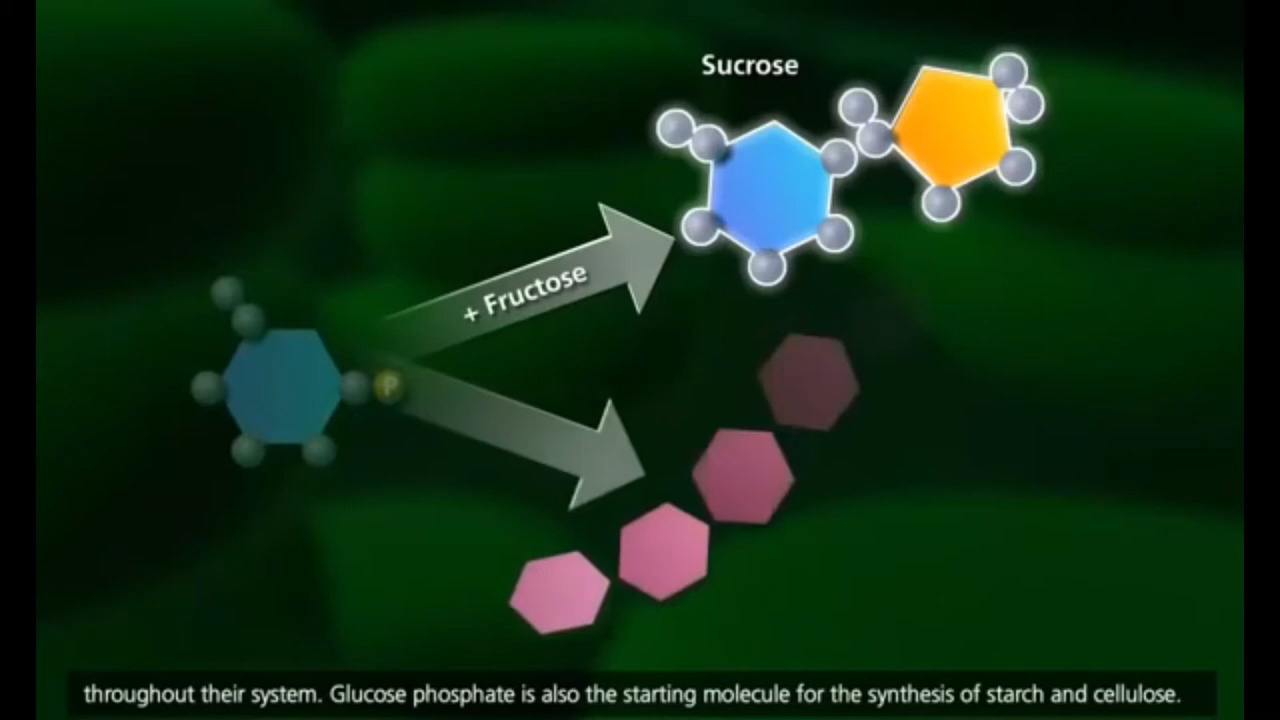 Sucrose
+ Fructose
P
throughout their system. Glucose phosphate is also the starting molecule for the synthesis of starch and cellulose.